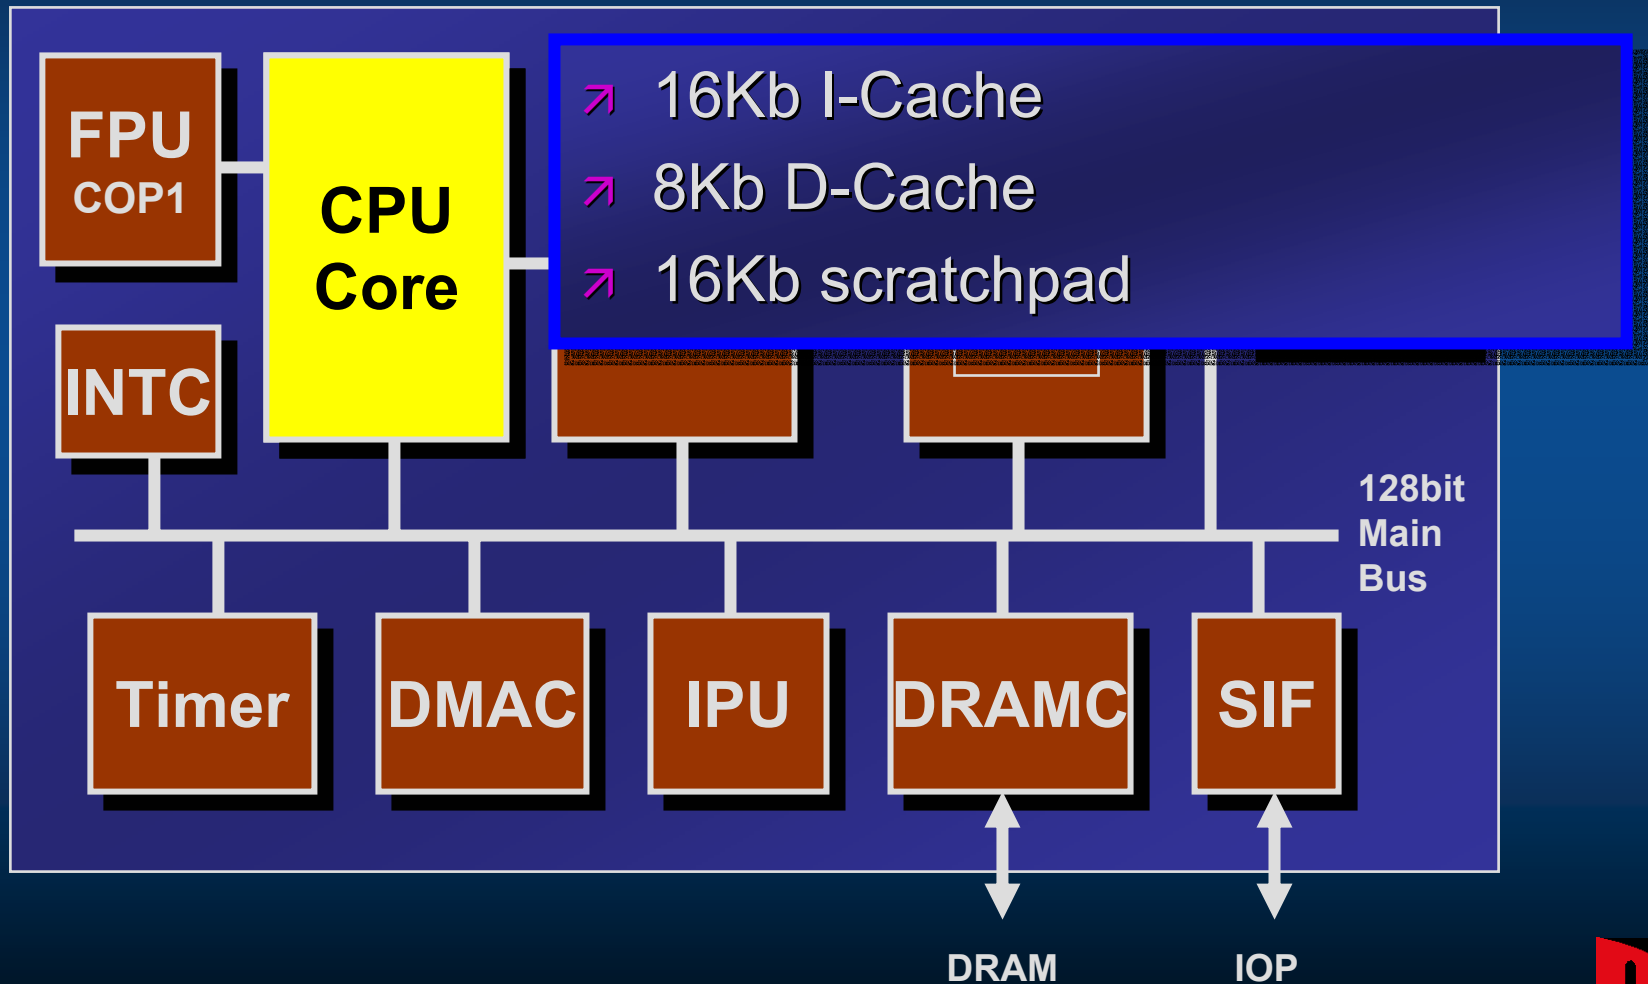 FPU
COP1
CPU
Core
16Kb I-Cache
8Kb D-Cache
16Kb scratchpad
INTC
128bit
Main
Bus
Timer
DMAC
IPU
DRAMC
SIF
DRAM
IOP